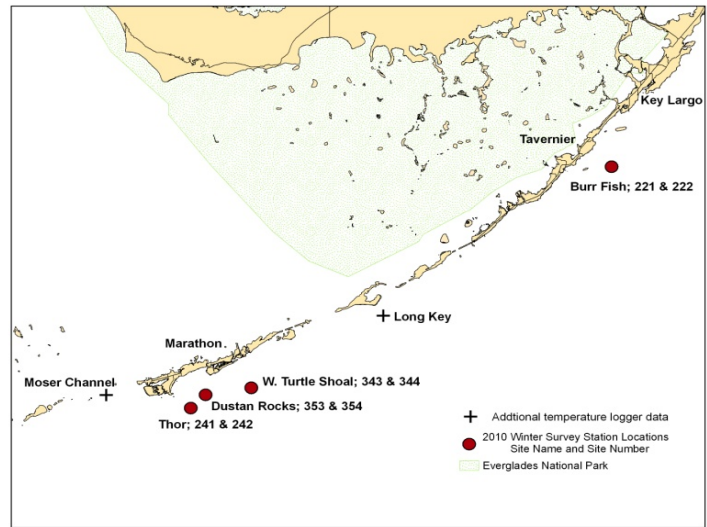 Key Largo
Tavernier
Burr Fish; 221 & 222
Long Key
Marathon
Moser Channel
W. Turtle Shoal; 343 & 344
Dustan Rocks; 353 & 354
Thor; 241 & 242
Addtional temperature logger data
2010 Winter Survey Station Locations
Site Name and Site Number
Everglades National Park